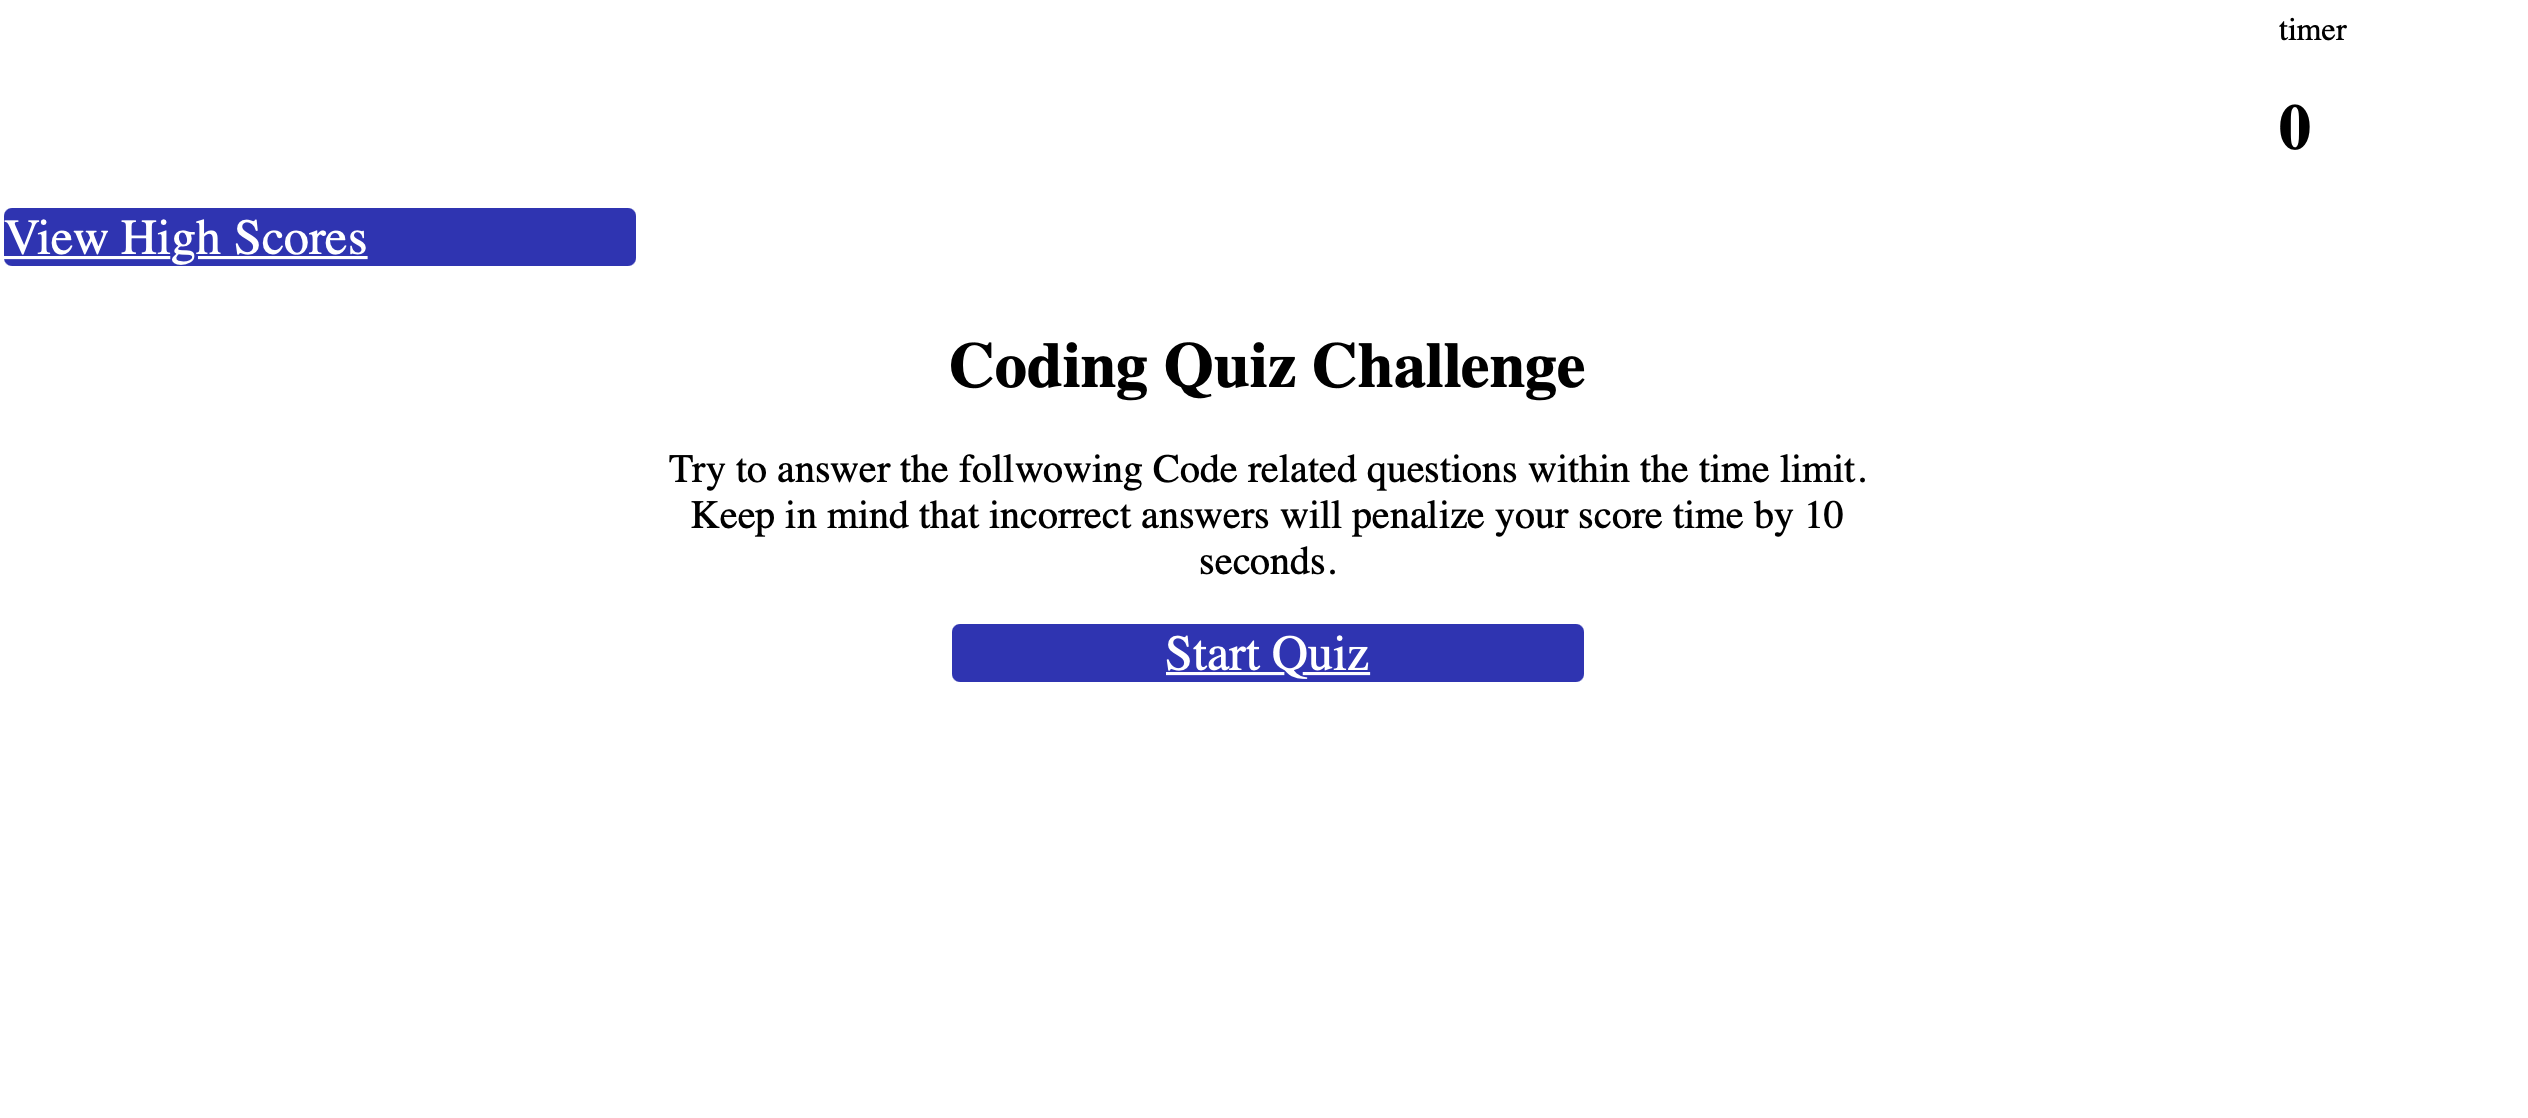 timer
0
View High Scores
Coding Quiz Challenge
Try to answer the follwowing Code related questions within the time limit.
Keep in mind that incorrect answers will penalize your score time by 10
seconds.
Start Quiz